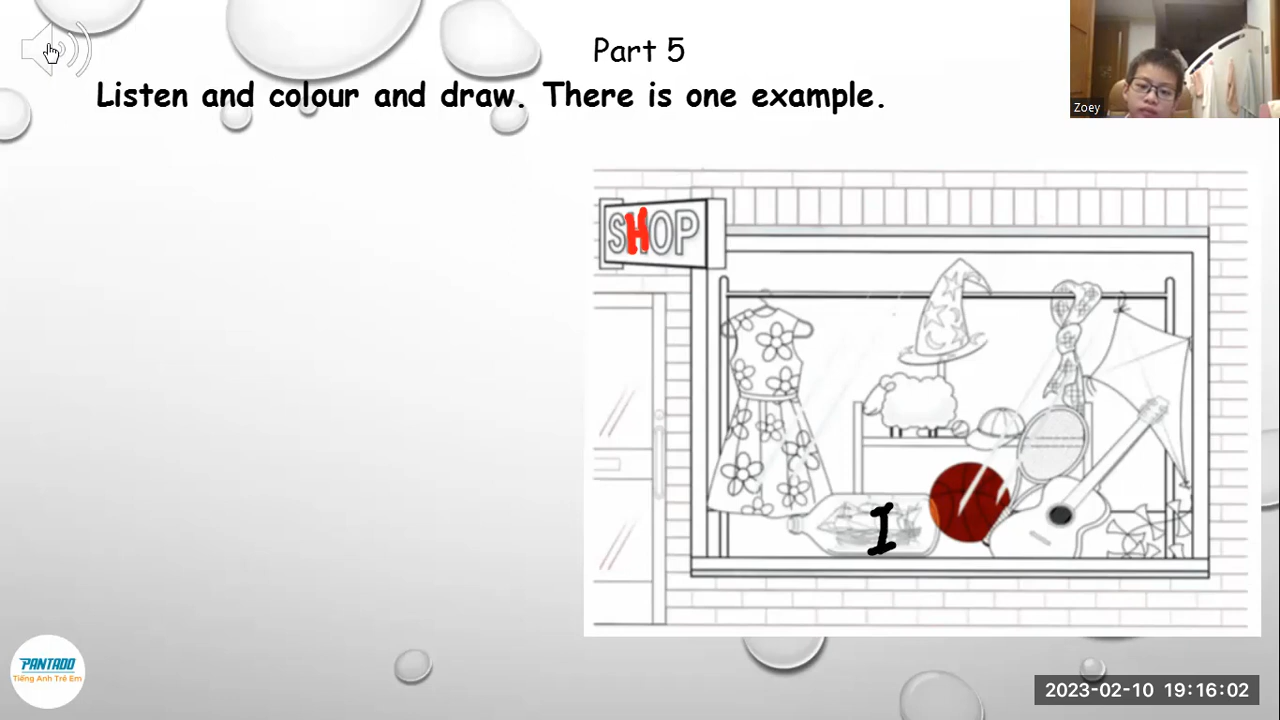 Part 5
Listen and colour and draw. There is one example.
Zoey
SHOP
I
PANTADO
Tiếng Anh Trẻ Em
2023-02-10 19:16:02